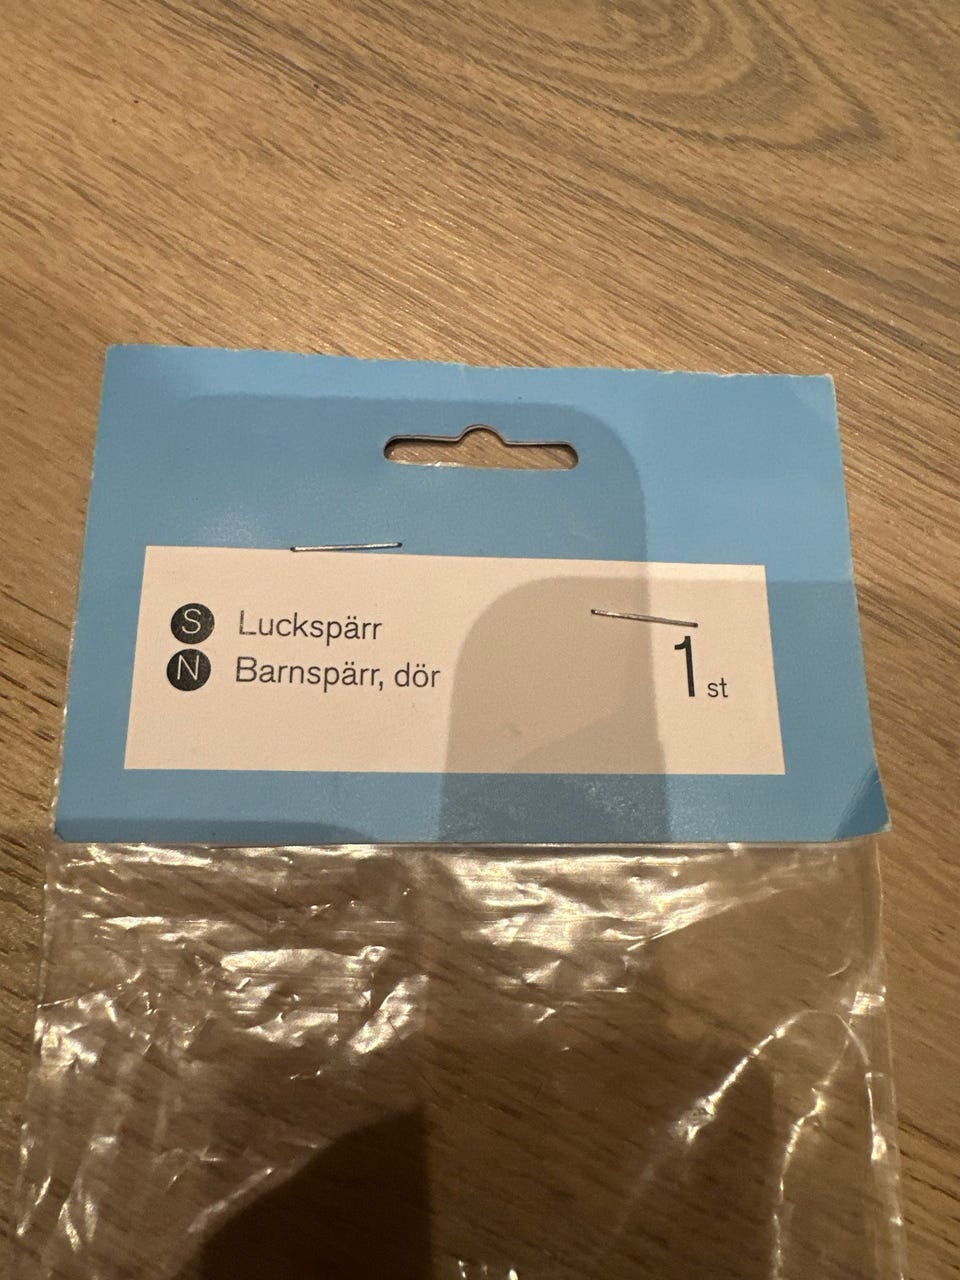 S Luckspärr
N Barnspärr, dör
1 st